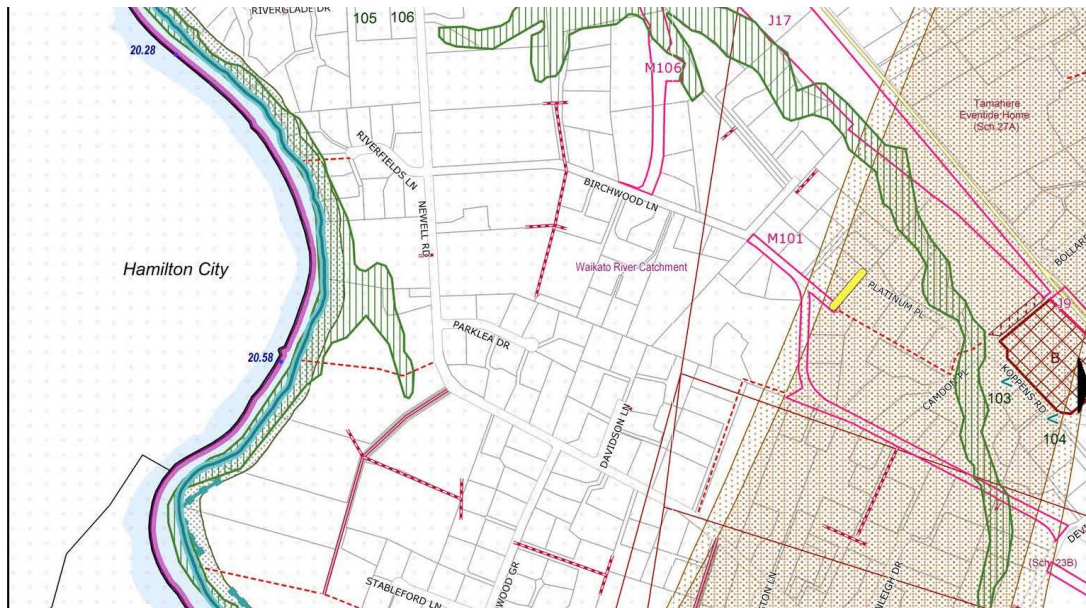 RIVERGLADE DR
105 106
J17
20.28
M106
Tamahere
Eventide Home
(Sch.27A)
RIVERFIELDS LN
BIRCHWOOD LN
NEWELL RD
M101
Hamilton City
Waikato River Catchment
PLATINUM PL
J9
PARKLEA DR
20.58
B
KOPPENS RD
CAMDON PL
103
104
DAVIDSON LN
(Sch. 23B)
STABLEFORD LN